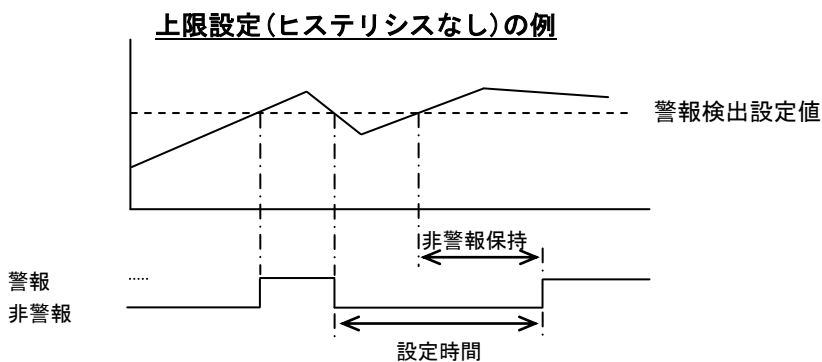 上限設定（ヒステリシスなし）の例
警報検出設定値
非警報保持
警報
非警報
設定時間